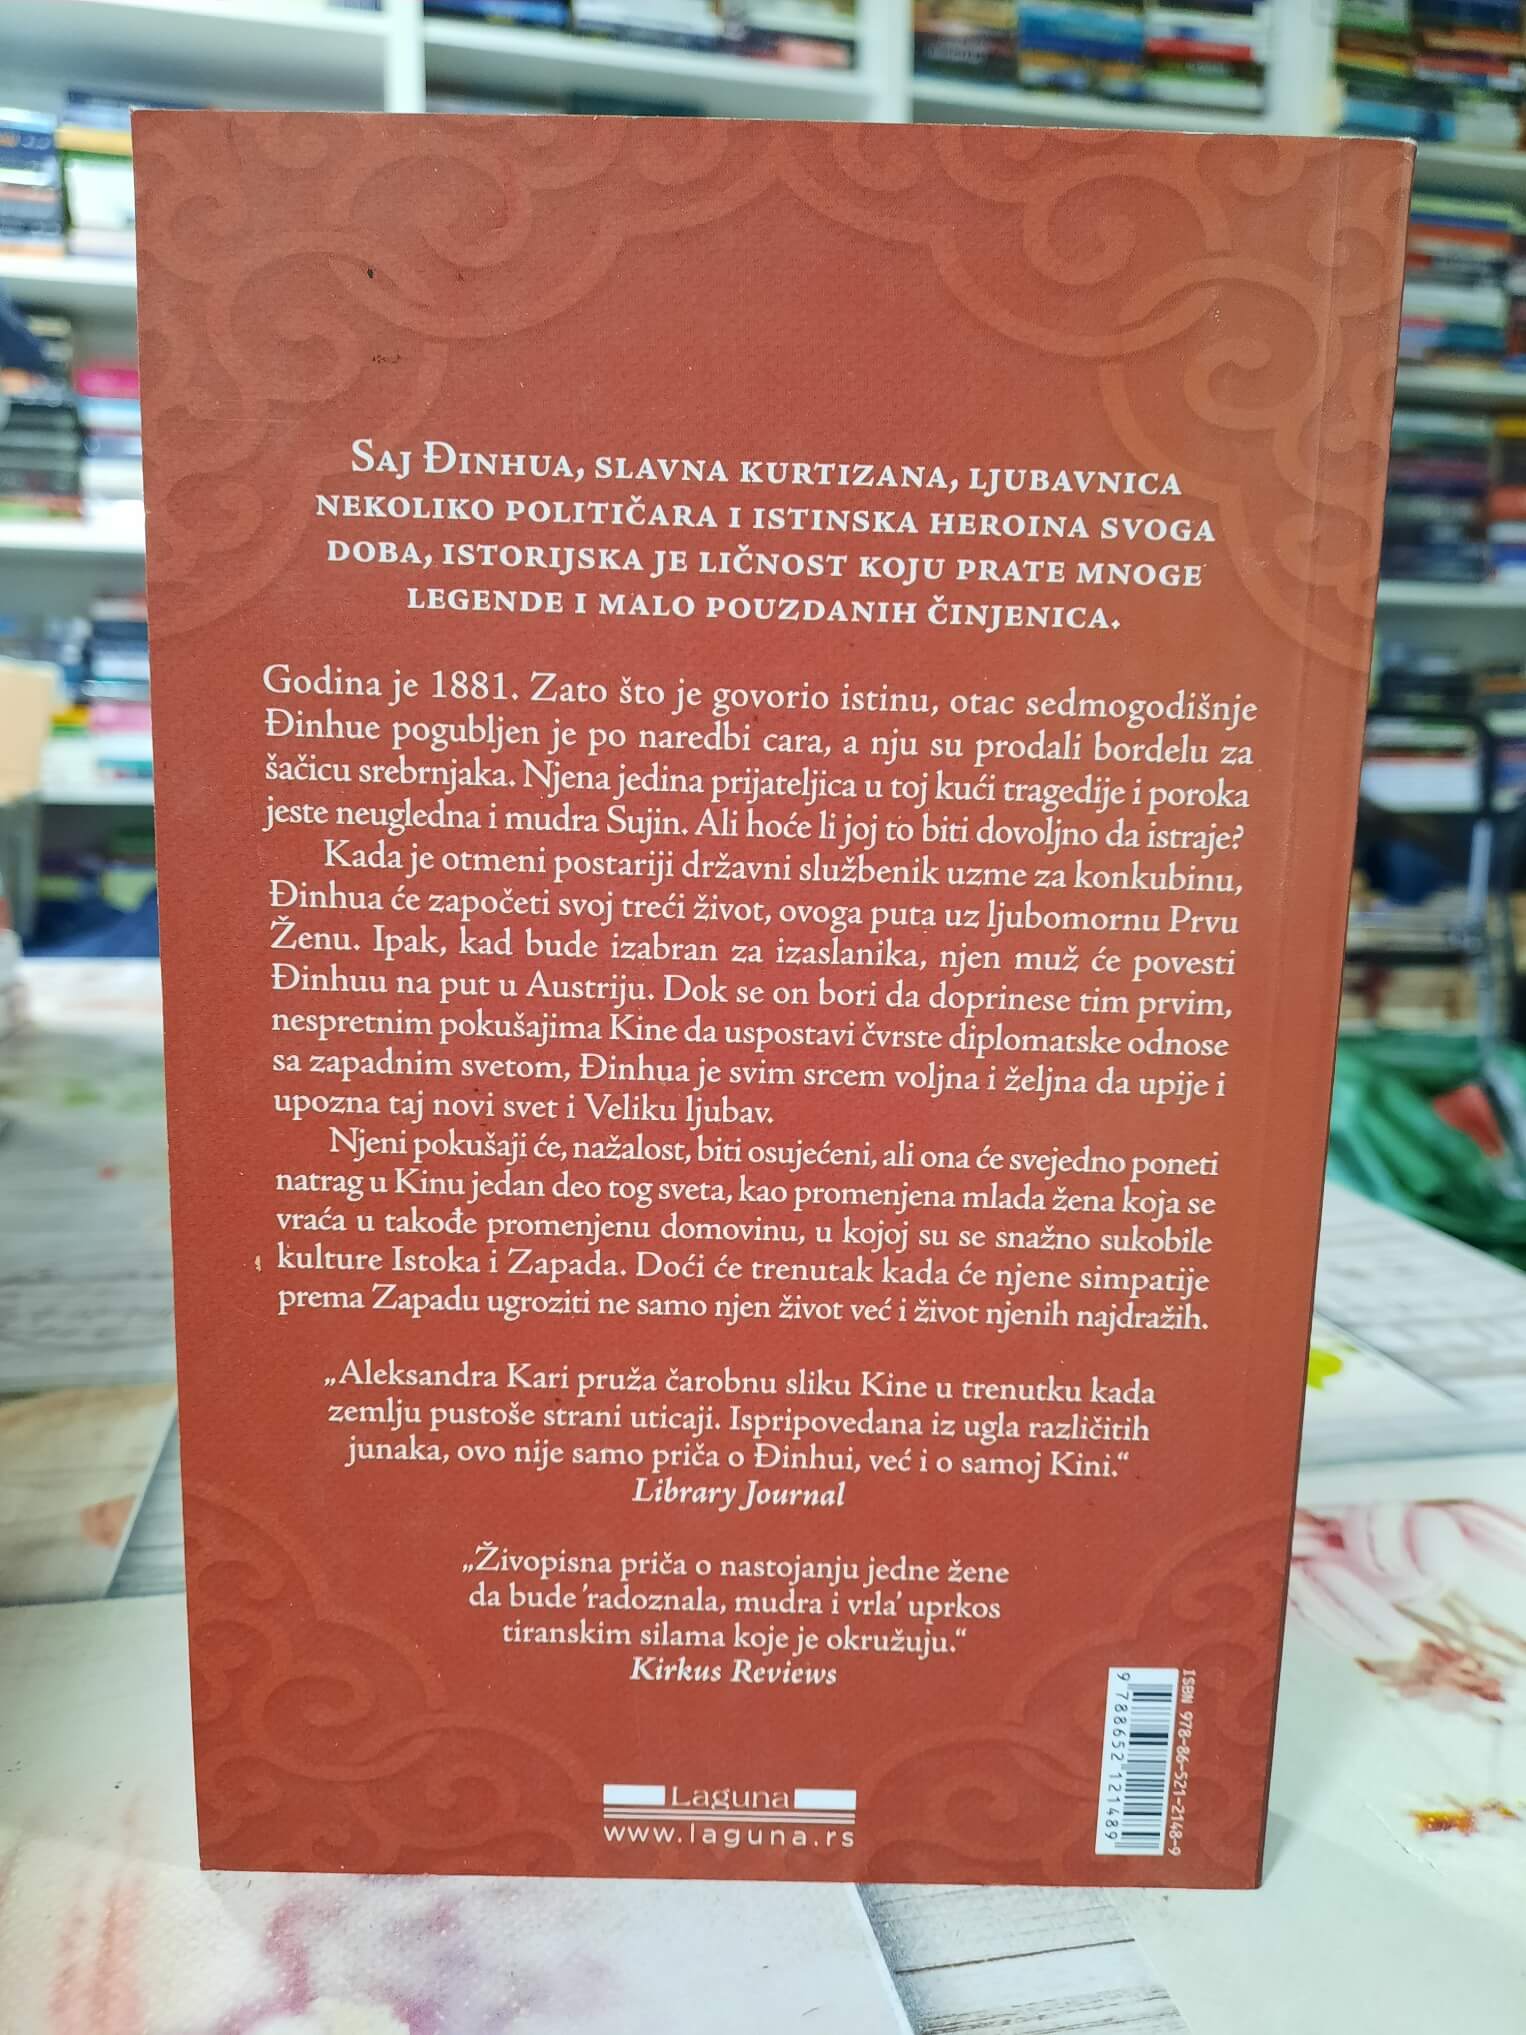 SAJ ĐINHUA, SLAVNA KURTIZANA, LJUBAVNICA
NEKOLIKO POLITIČARA I ISTINSKA HEROINA SVOGA
DOBA, ISTORIJSKA JE LIČNOST KOJU PRATE MNOGE
LEGENDE I MALO POUZDANIH ČINJENICA.
Godina je 1881. Zato što je govorio istinu, otac sedmogodišnje
Đinhue pogubljen je po naredbi cara, a nju su prodali bordelu za
šačicu srebrnjaka. Njena jedina prijateljica u toj kući tragedije i poroka
jeste neugledna i mudra Sujin. Ali hoće li joj to biti dovoljno da istraje?
Kada je otmeni postariji državni službenik uzme za konkubinu,
Đinhua će započeti svoj treći život, ovoga puta uz ljubomornu Prvu
Ženu. Ipak, kad bude izabran za izaslanika, njen muž će povesti
Đinhuu na put u Austriju. Dok se on bori da doprinese tim prvim,
nespretnim pokušajima Kine da uspostavi čvrste diplomatske odnose
sa zapadnim svetom, Đinhua je svim srcem voljna i željna da upije i
upozna taj novi svet i Veliku ljubav.
Njeni pokušaji će, nažalost, biti osujećeni, ali ona će svejedno poneti
natrag u Kinu jedan deo tog sveta, kao promenjena mlada žena koja se
vraća u takođe promenjenu domovinu, u kojoj su se snažno sukobile
kulture Istoka i Zapada. Doći će trenutak kada će njene simpatije
prema Zapadu ugroziti ne samo njen život već i život njenih najdražih.
„Aleksandra Kari pruža čarobnu sliku Kine u trenutku kada
zemlju pustoše strani uticaji. Ispripovedana iz ugla različitih
junaka, ovo nije samo priča o Đinhui, već i o samoj Kini.“
Library Journal
„Živopisna priča o nastojanju jedne žene
da bude 'radoznala, mudra i vrla' uprkos
tiranskim silama koje je okružuju.“
Kirkus Reviews
ISBN 978-86-521-2148-9
9 788652 121489
Laguna
www.laguna.rs